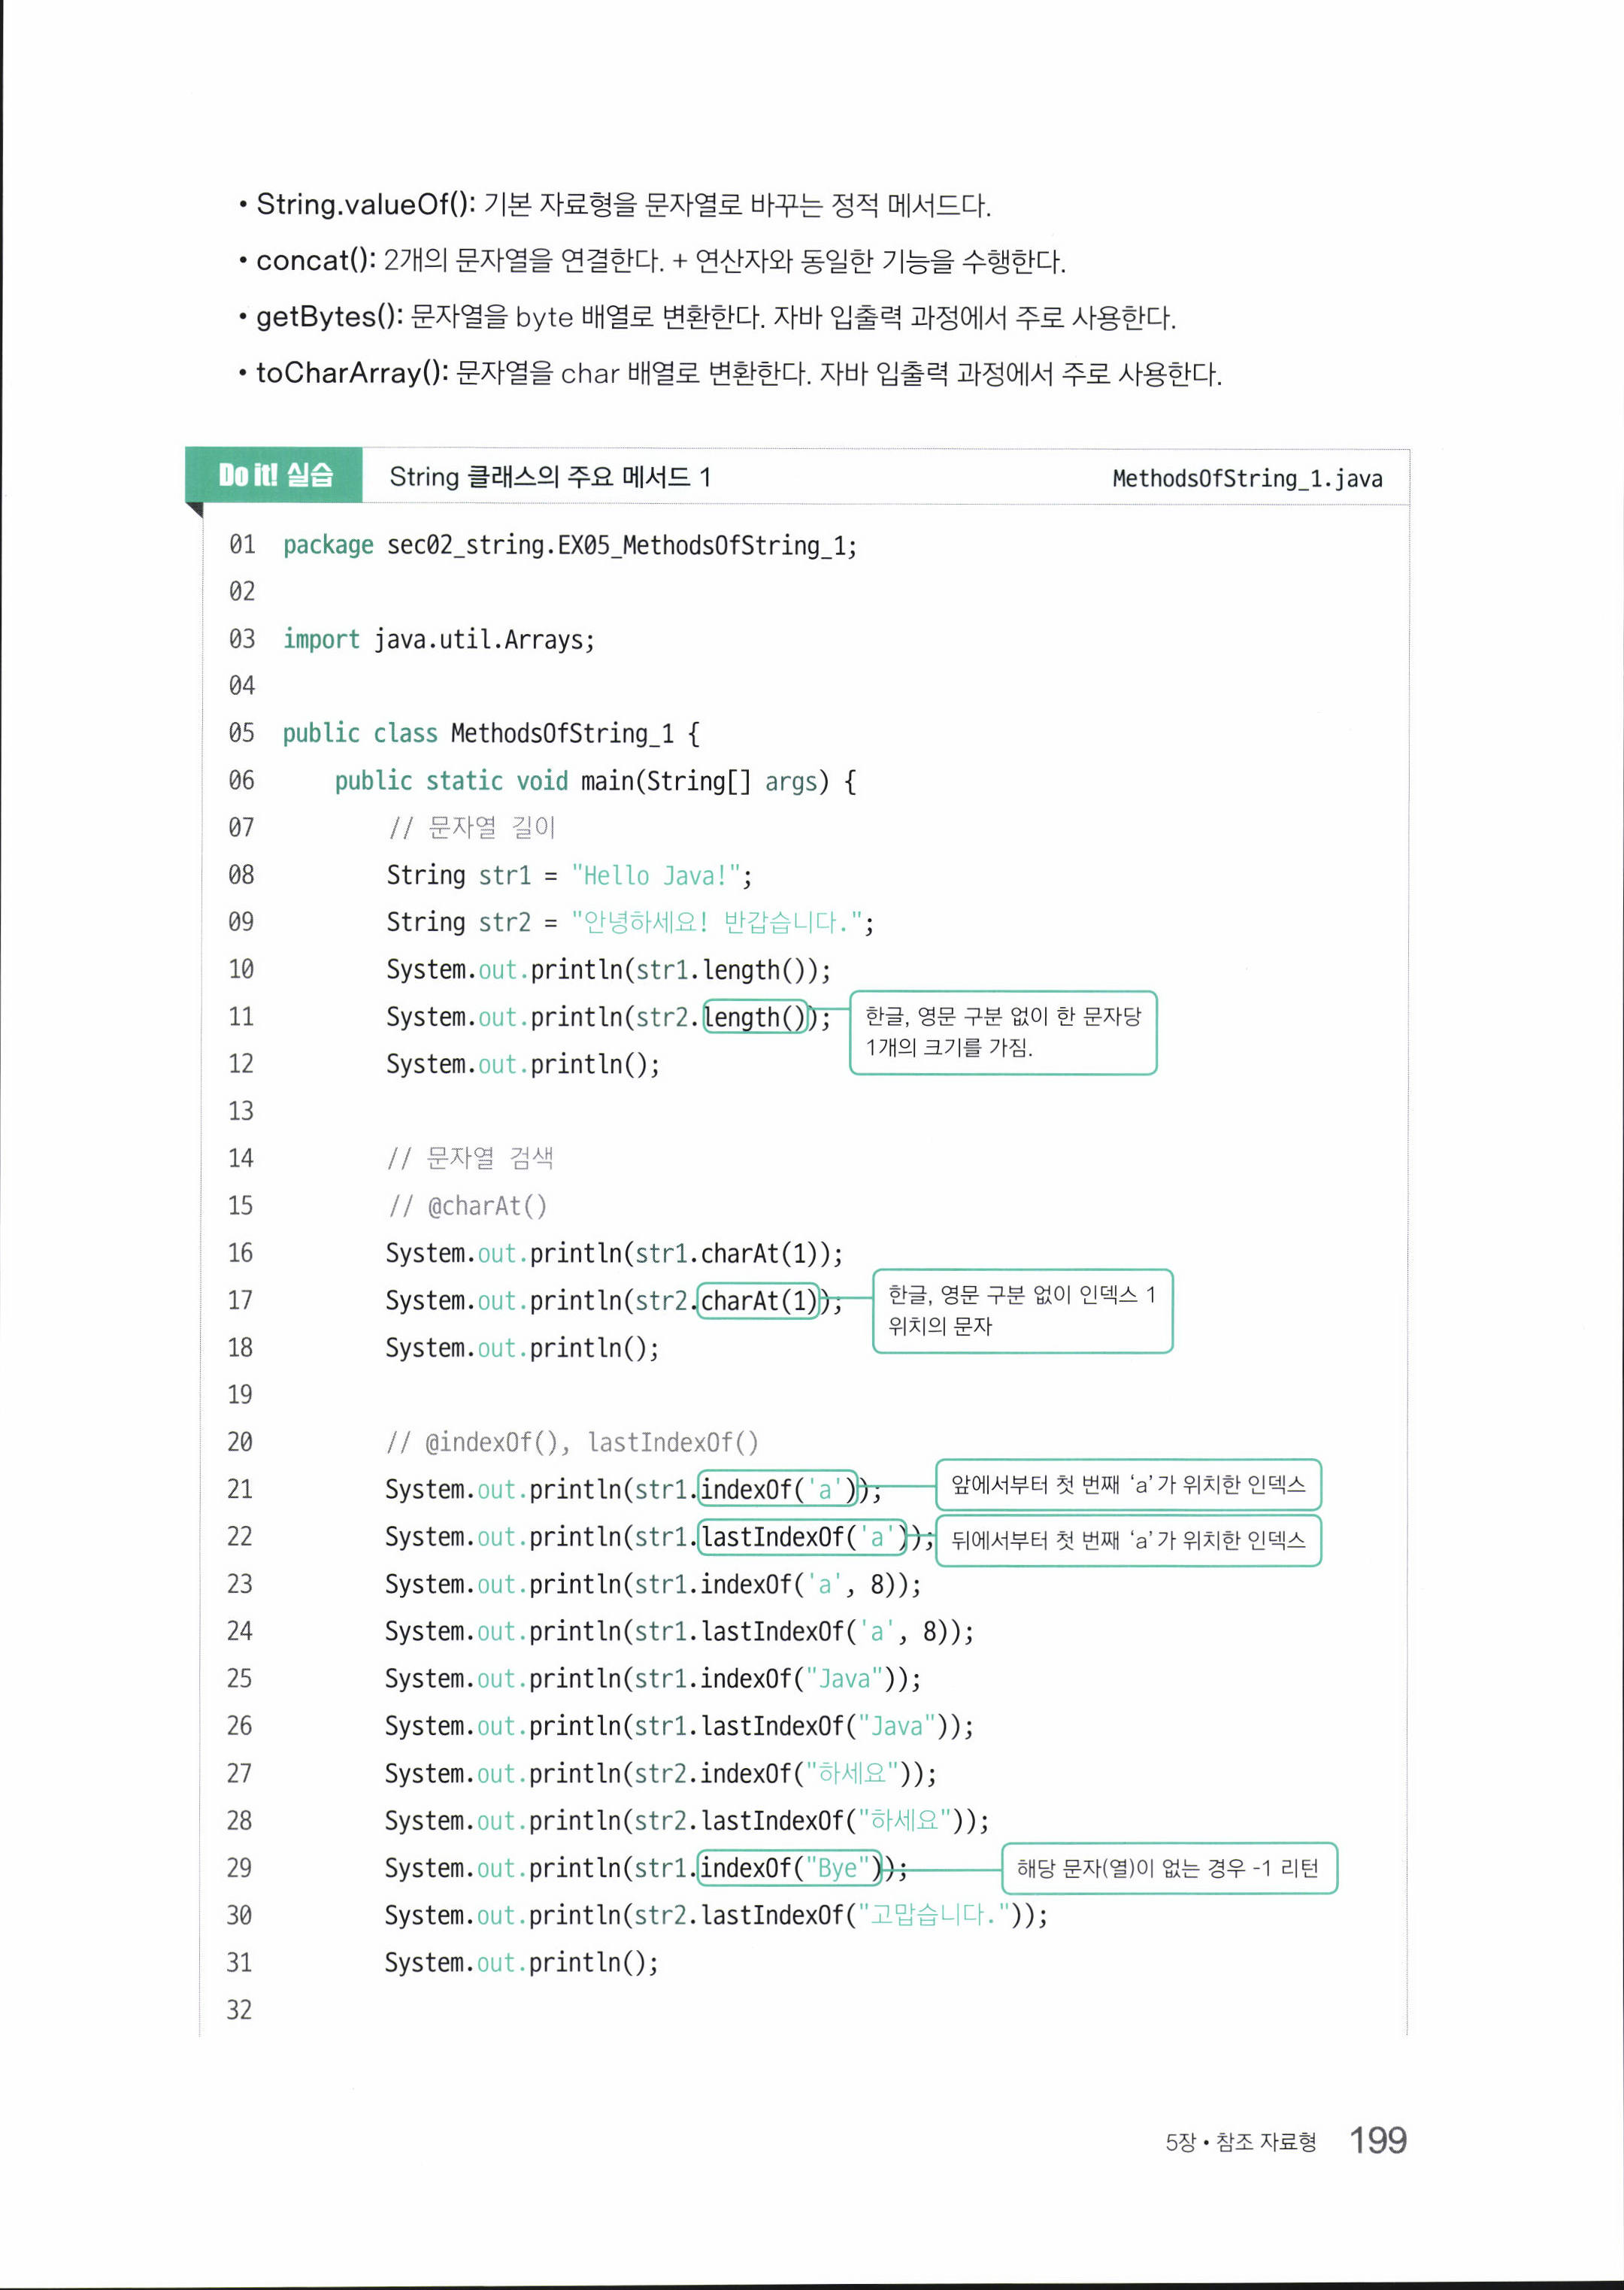 • String.valueOf(): 기본 자료형을 문자열로 바꾸는 정적 메서드다.
• concat(): 2개의 문자열을 연결한다. + 연산자와 동일한 기능을 수행한다.
• getBytes(): 문자열을 byte 배열로 변환한다. 자바 입출력 과정에서 주로 사용한다.
• toCharArray(): 문자열을 char 배열로 변환한다. 자바 입출력 과정에서 주로 사용한다.
Do it! 실습 String 클래스의 주요 메서드 1 MethodsOfString_1.java
01 package sec02_string.EX05_MethodsOfString_1;
02
03 import java.util.Arrays;
04
05 public class MethodsOfString_1 {
06 public static void main(String[] args) {
07 // 문자열 길이
08 String str1 = "Hello Java!";
09 String str2 = "안녕하세요! 반갑습니다.";
10 System.out.println(str1.length());
11 System.out.println(str2.length()); 한글, 영문 구분 없이 한 문자당
1개의 크기를 가짐.
12 System.out.println();
13
14 // 문자열 검색
15 // @charAt()
16 System.out.println(str1.charAt(1));
17 System.out.println(str2.charAt(1)); 한글, 영문 구분 없이 인덱스 1
위치의 문자
18 System.out.println();
19
20 // @indexOf(), lastIndexOf()
21 System.out.println(str1.indexOf('a')); 앞에서부터 첫 번째 ‘a’가 위치한 인덱스
22 System.out.println(str1.lastIndexOf('a')); 뒤에서부터 첫 번째 ‘a’가 위치한 인덱스
23 System.out.println(str1.indexOf('a', 8));
24 System.out.println(str1.lastIndexOf('a', 8));
25 System.out.println(str1.indexOf("Java"));
26 System.out.println(str1.lastIndexOf("Java"));
27 System.out.println(str2.indexOf("하세요"));
28 System.out.println(str2.lastIndexOf("하세요"));
29 System.out.println(str1.indexOf("Bye")); 해당 문자(열)이 없는 경우 -1 리턴
30 System.out.println(str2.lastIndexOf("고맙습니다."));
31 System.out.println();
32
5장 • 참조 자료형 199